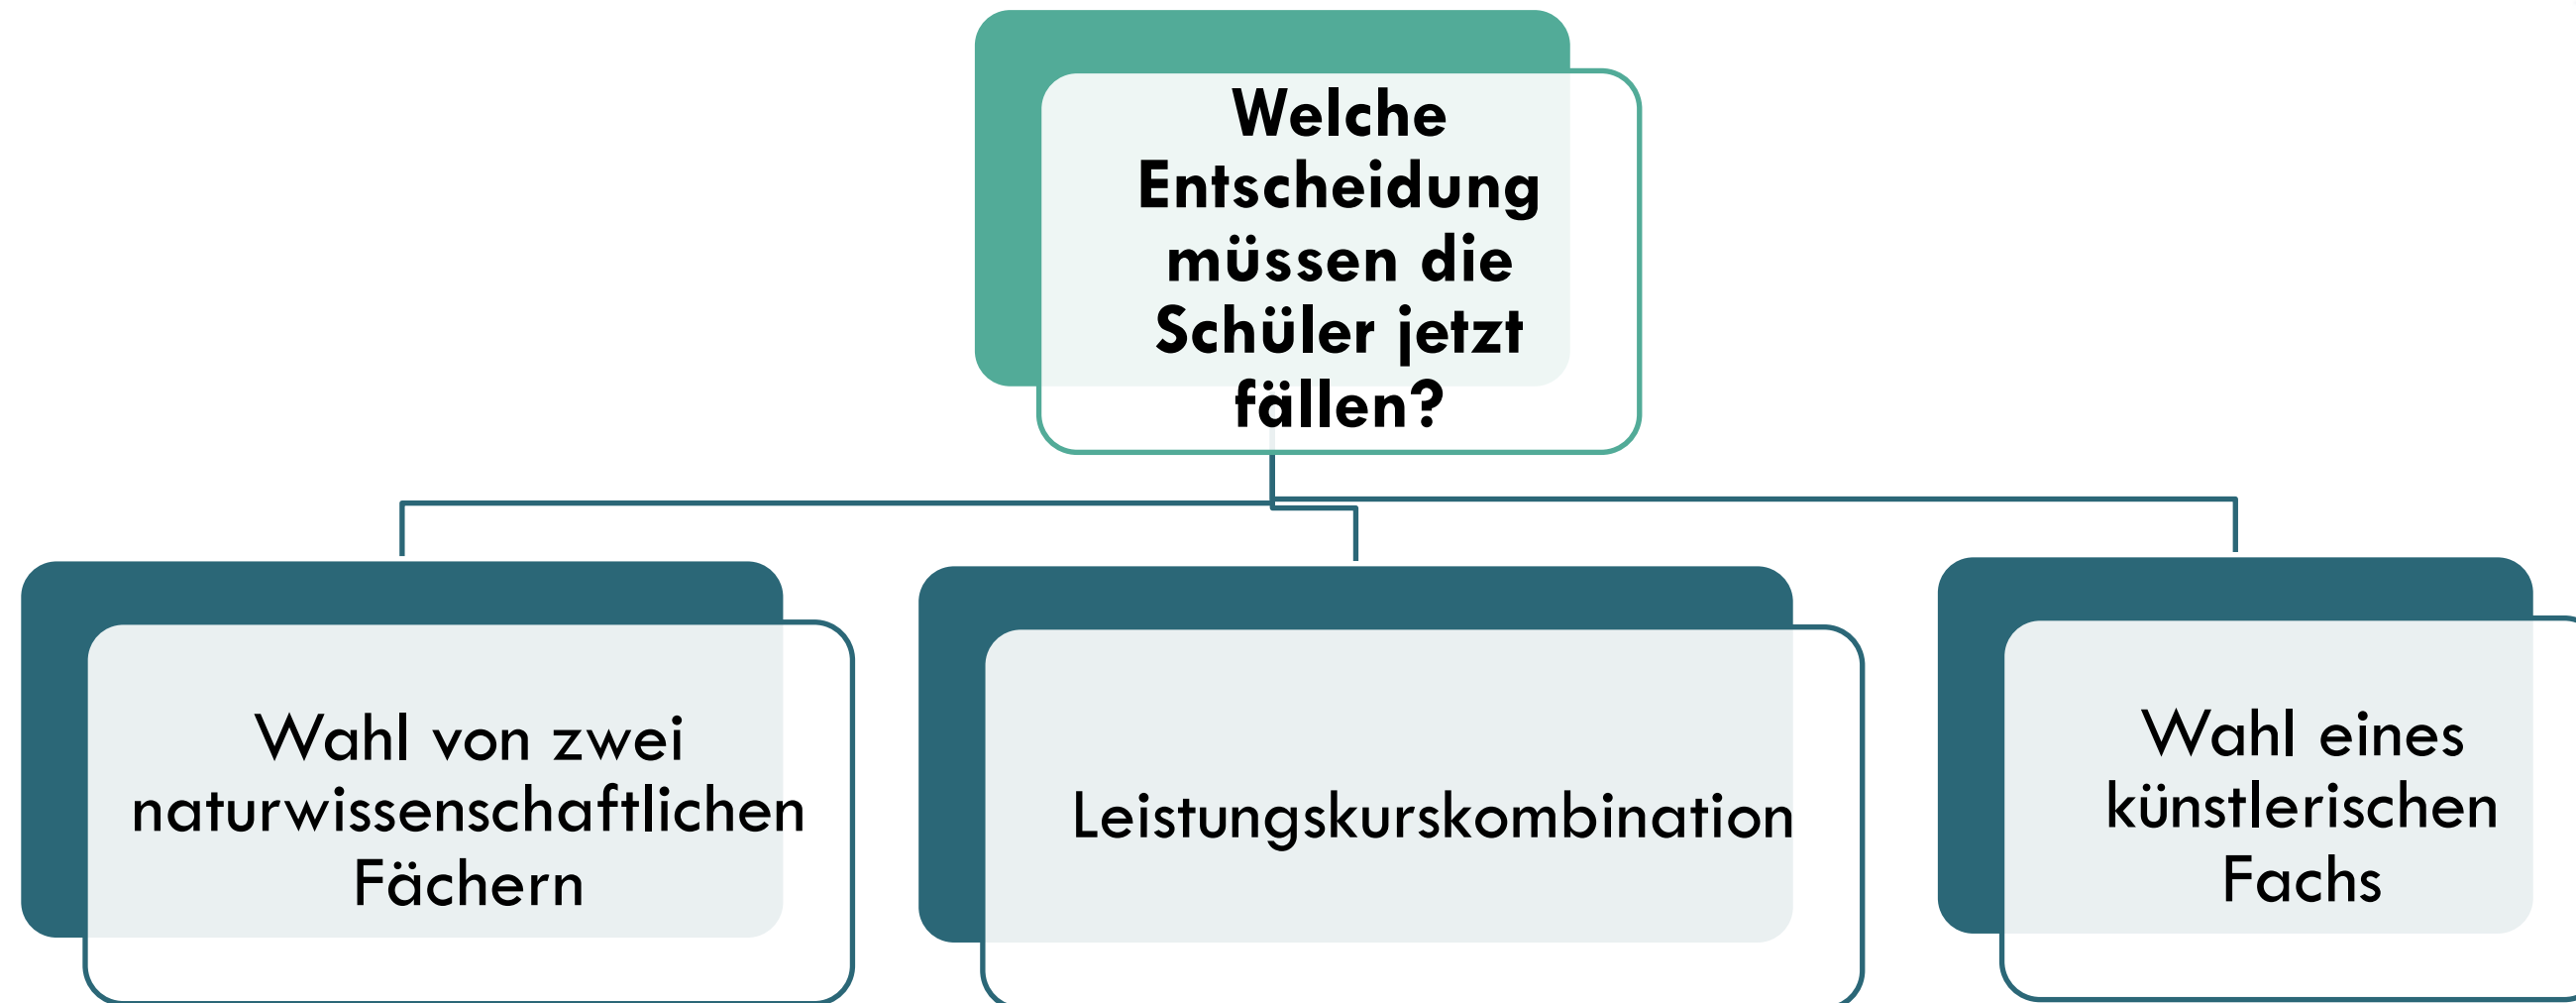 Welche
Entscheidung
müssen die
Schüler jetzt
fällen?
Wahl von zwei
naturwissenschaftlichen
Fächern
Leistungskurskombination
Wahl eines
künstlerischen
Fachs